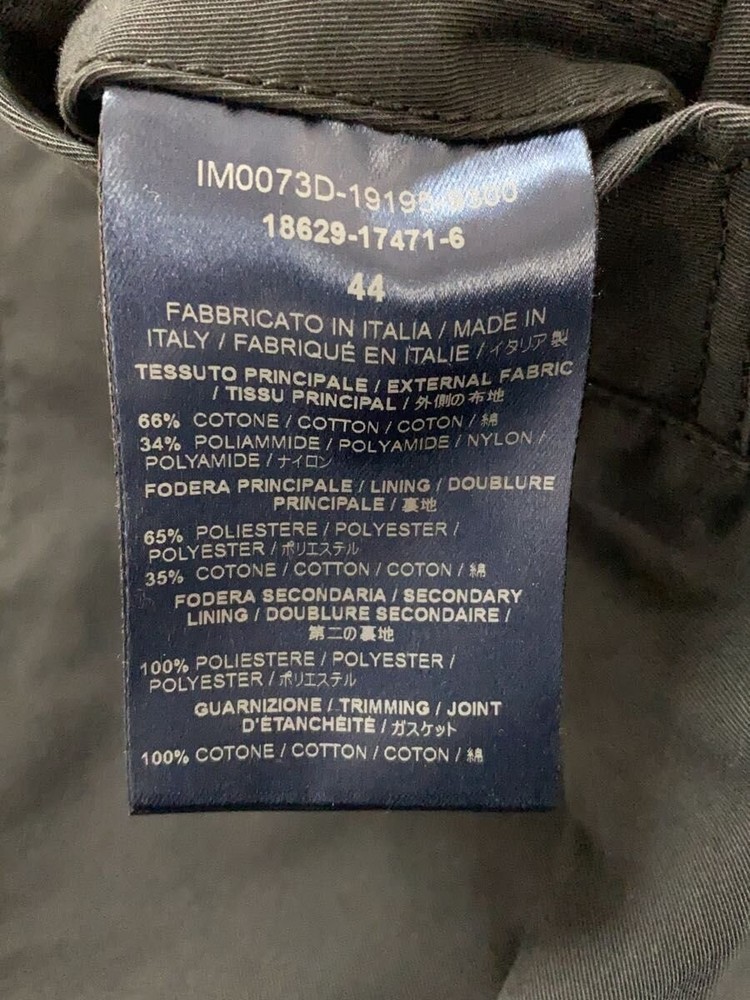 IM0073D-19195-9300
18629-17471-6
44
FABBRICATO IN ITALIA / MADE IN
ITALY / FABRIQUÉ EN ITALIE / イタリア製
TESSUTO PRINCIPALE / EXTERNAL FABRIC
/ TISSU PRINCIPAL / 外側の布地
66% COTONE / COTTON / COTON / 綿
34% POLIAMMIDE / POLYAMIDE / NYLON /
POLYAMIDE / ナイロン
FODERA PRINCIPALE / LINING / DOUBLURE
PRINCIPALE / 裏地
65% POLIESTERE / POLYESTER /
POLYESTER / ポリエステル
35% COTONE / COTTON / COTON / 綿
FODERA SECONDARIA / SECONDARY
LINING / DOUBLURE SECONDAIRE /
第二の裏地
100% POLIESTERE / POLYESTER /
POLYESTER / ポリエステル
GUARNIZIONE / TRIMMING / JOINT
D'ÉTANCHÉITÉ / ガスケット
100% COTONE / COTTON / COTON / 綿